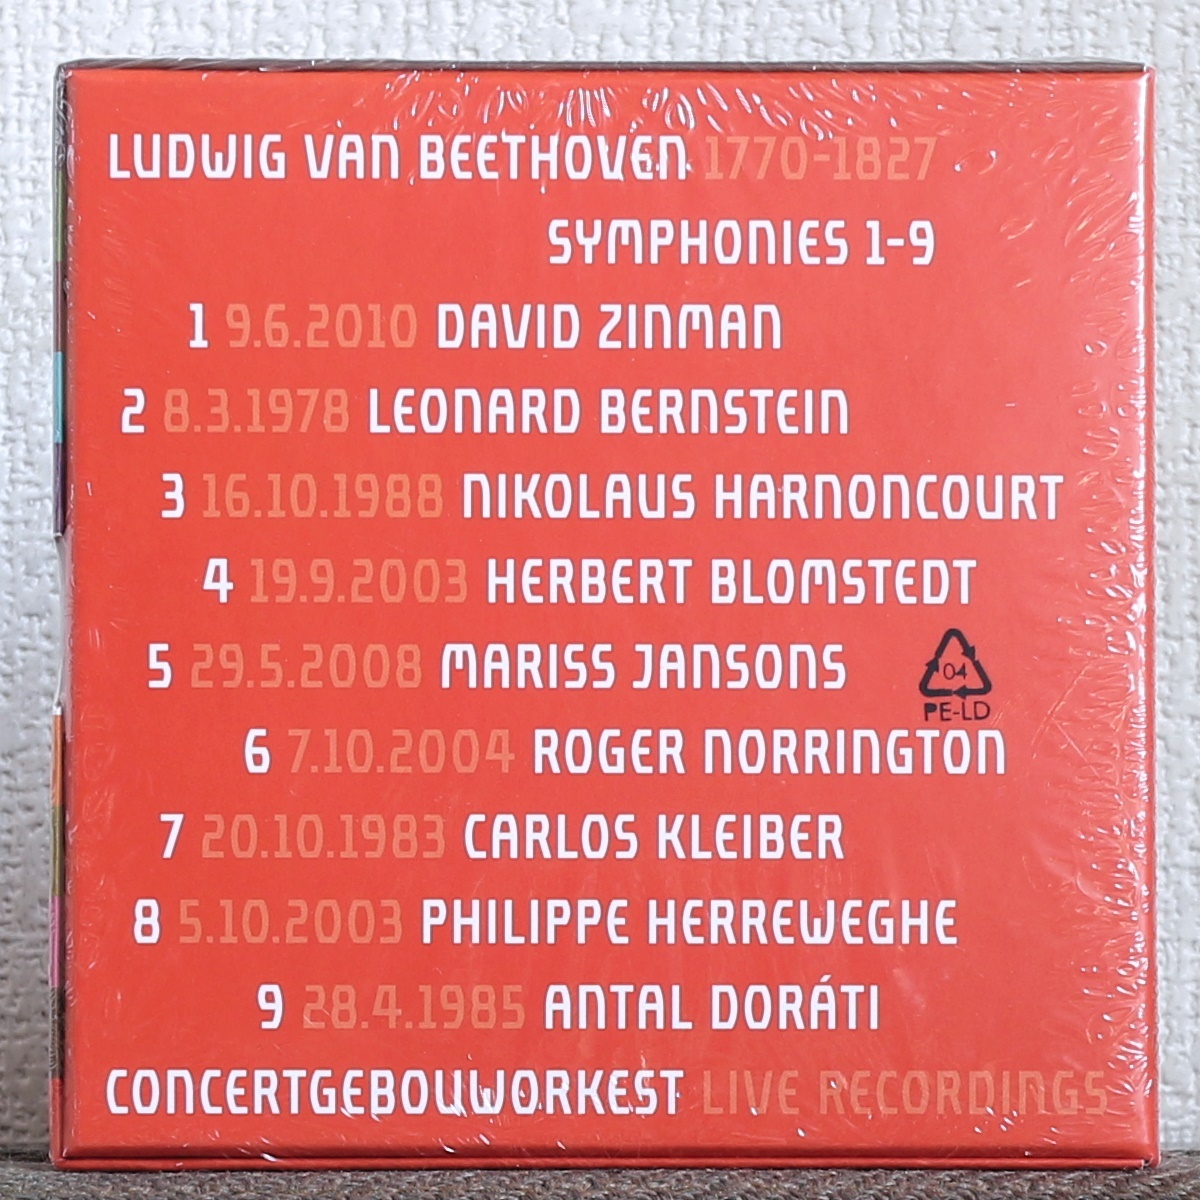 LUDWIG VAN BEETHOVEN 1770-1827
SYMPHONIES 1-9
1 9.6.2010 DAVID ZINMAN
2 8.3.1978 LEONARD BERNSTEIN
3 16.10.1988 NIKOLAUS HARNONCOURT
4 19.9.2003 HERBERT BLOMSTEDT
5 29.5.2008 MARISS JANSONS
04
PE-LD
6 7.10.2004 ROGER NORRINGTON
7 20.10.1983 CARLOS KLEIBER
8 5.10.2003 PHILIPPE HERREWEGHE
9 28.4.1985 ANTAL DORÁTI
CONCERTGEBOUWORKEST LIVE RECORDINGS